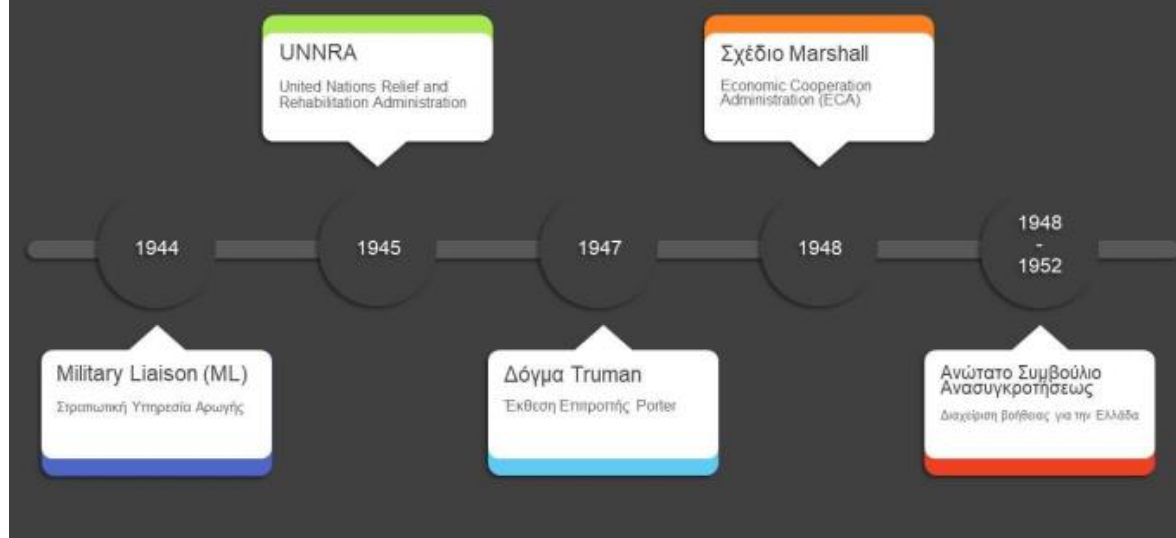 UNNRA
United Nations Relief and
Rehabilitation Administration
Σχέδιο Marshall
Economic Cooperation
Administration (ECA)
1944
1945
1947
1948
1948
-
1952
Military Liaison (ML)
Στρατιωτική Υπηρεσία Αρωγής
Δόγμα Truman
Έκθεση Επιτροπής Porter
Ανώτατο Συμβούλιο
Ανασυγκροτήσεως
Διαχείριση βοήθειας για την Ελλάδα